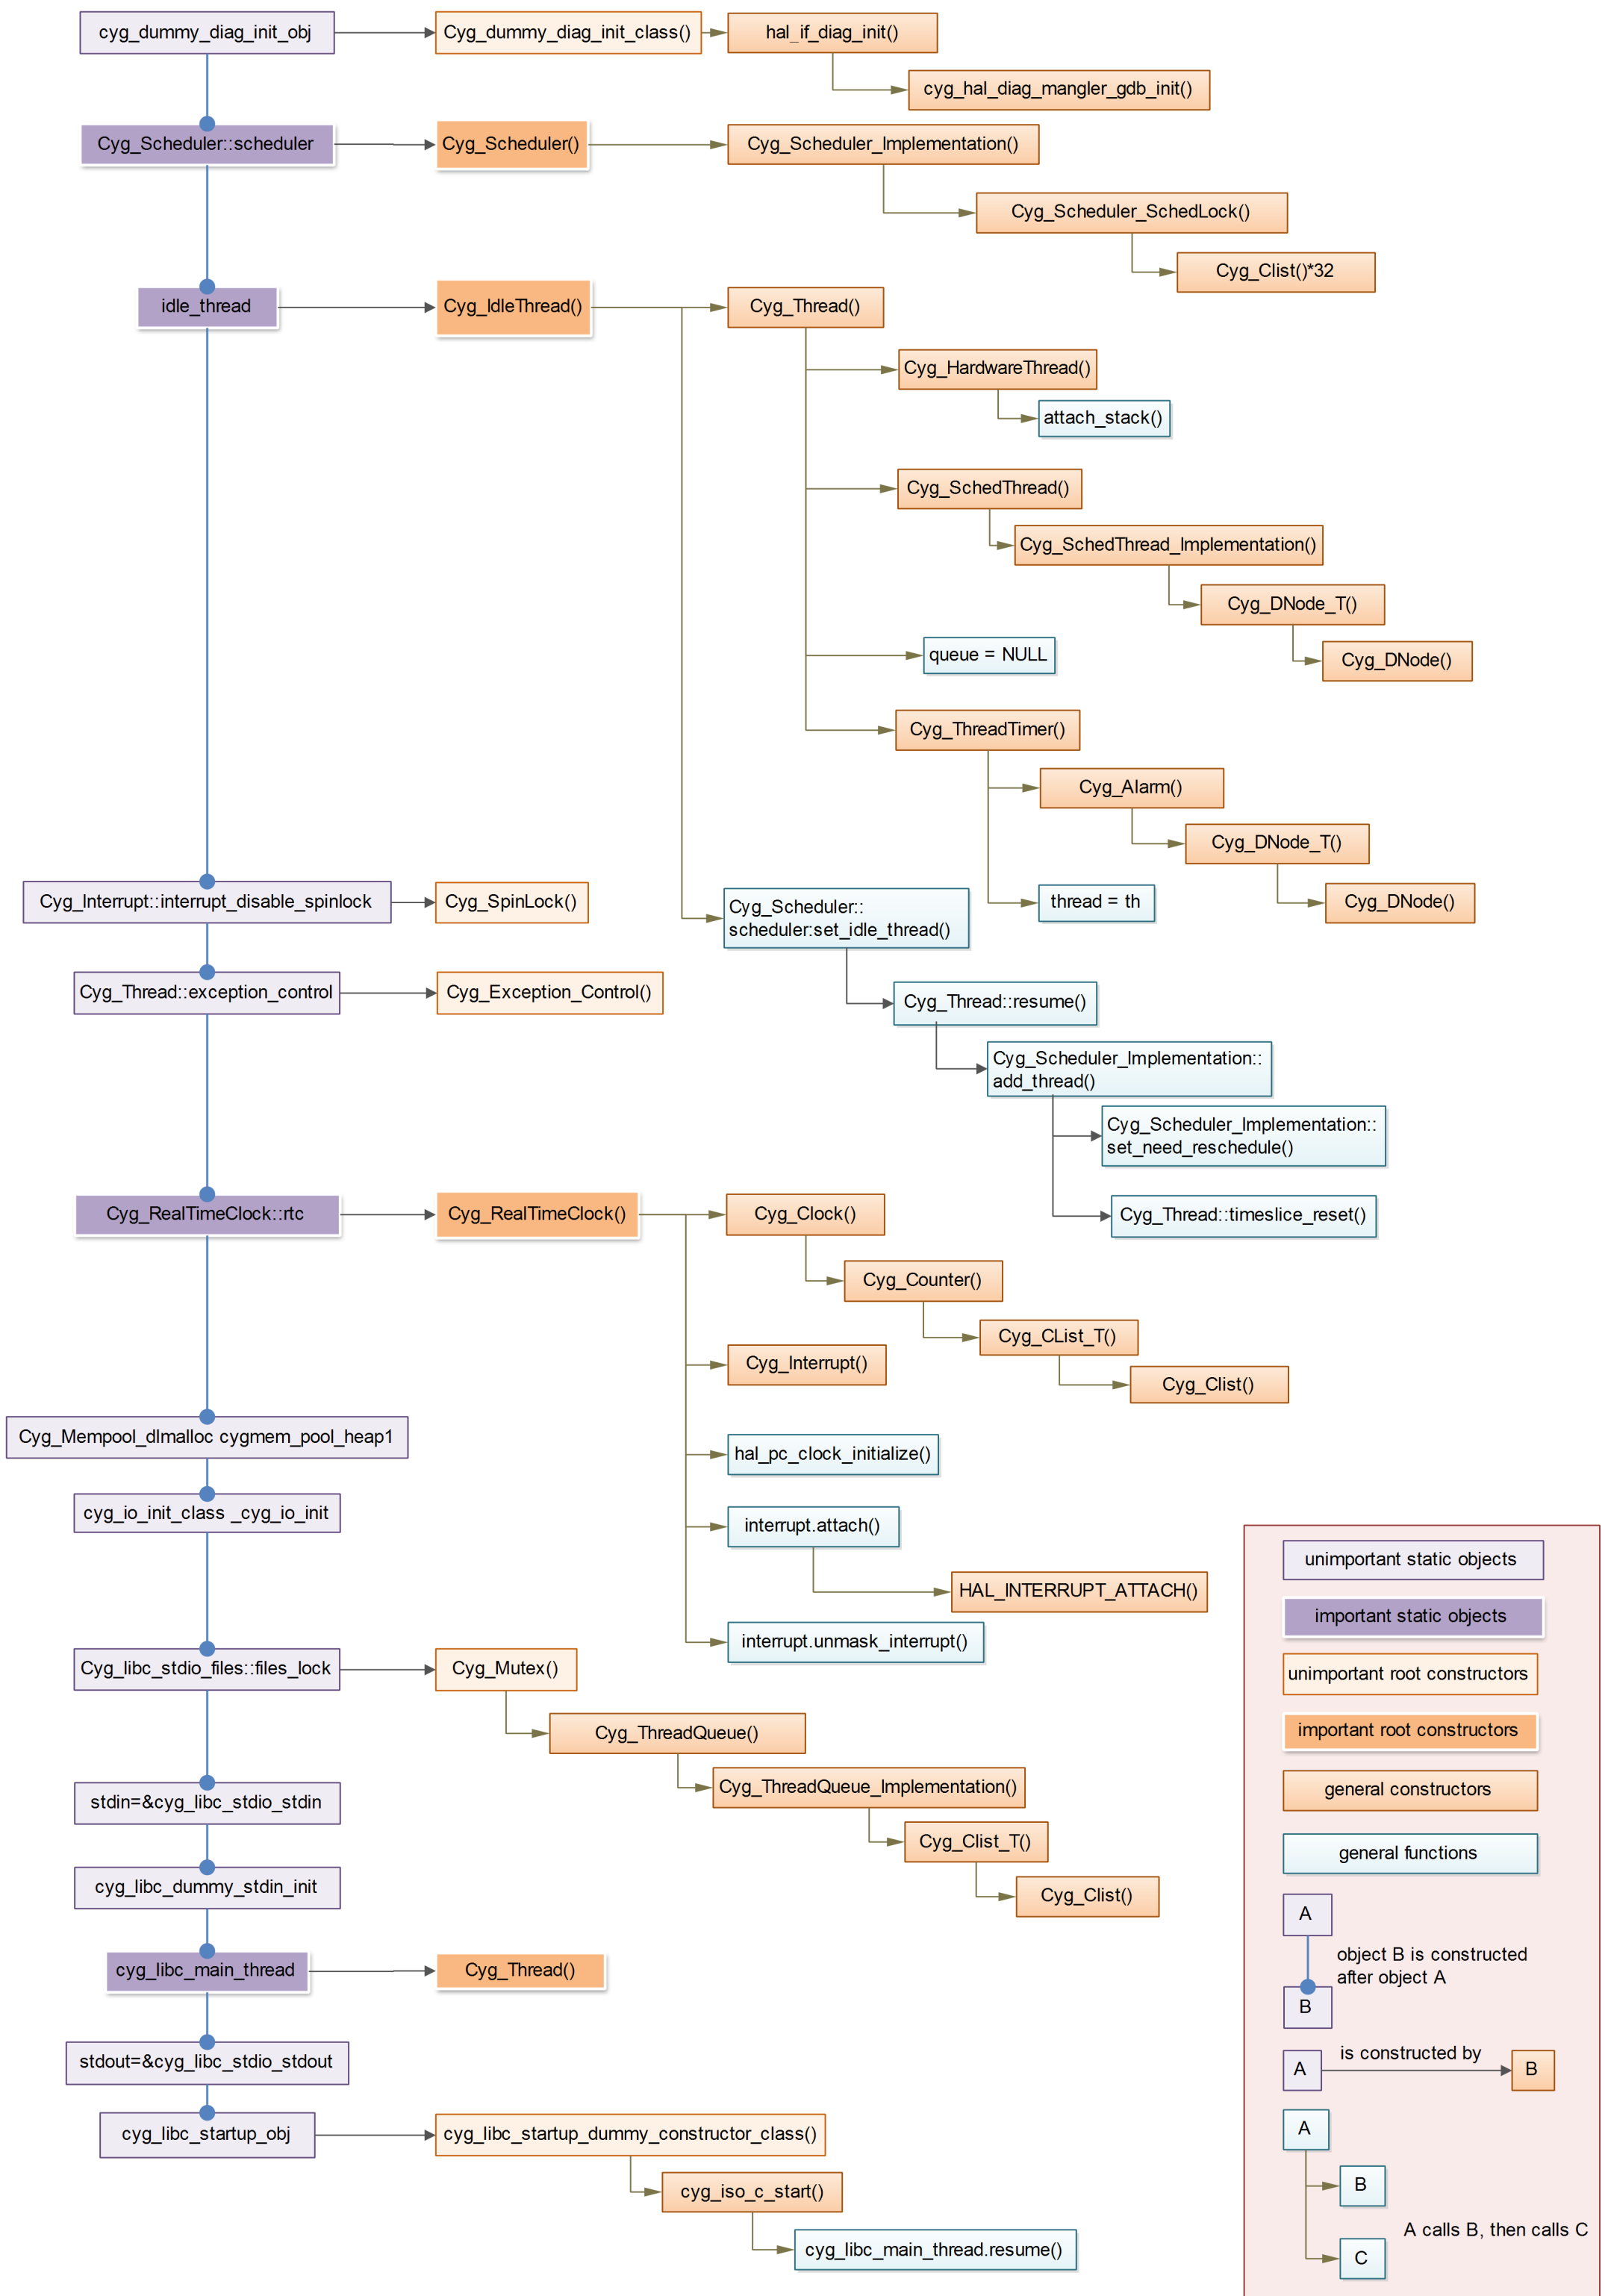 cyg_dummy_diag_init_obj
Cyg_dummy_diag_init_class()
hal_if_diag_init()
cyg_hal_diag_mangler_gdb_init()
Cyg_Scheduler::scheduler
Cyg_Scheduler()
Cyg_Scheduler_Implementation()
Cyg_Scheduler_SchedLock()
Cyg_Clist()*32
idle_thread
Cyg_IdleThread()
Cyg_Thread()
Cyg_HardwareThread()
attach_stack()
Cyg_SchedThread()
Cyg_SchedThread_Implementation()
Cyg_DNode_T()
queue = NULL
Cyg_DNode()
Cyg_ThreadTimer()
Cyg_Alarm()
Cyg_DNode_T()
Cyg_Interrupt::interrupt_disable_spinlock
Cyg_SpinLock()
thread = th
Cyg_DNode()
Cyg_Scheduler::
scheduler:set_idle_thread()
Cyg_Thread::exception_control
Cyg_Exception_Control()
Cyg_Thread::resume()
Cyg_Scheduler_Implementation::
add_thread()
Cyg_Scheduler_Implementation::
set_need_reschedule()
Cyg_RealTimeClock::rtc
Cyg_RealTimeClock()
Cyg_Clock()
Cyg_Thread::timeslice_reset()
Cyg_Counter()
Cyg_CList_T()
Cyg_Interrupt()
Cyg_Clist()
Cyg_Mempool_dlmalloc cygmem_pool_heap1
hal_pc_clock_initialize()
cyg_io_init_class _cyg_io_init
interrupt.attach()
HAL_INTERRUPT_ATTACH()
interrupt.unmask_interrupt()
Cyg_libc_stdio_files::files_lock
Cyg_Mutex()
Cyg_ThreadQueue()
Cyg_ThreadQueue_Implementation()
stdin=&cyg_libc_stdio_stdin
Cyg_Clist_T()
cyg_libc_dummy_stdin_init
Cyg_Clist()
cyg_libc_main_thread
Cyg_Thread()
stdout=&cyg_libc_stdio_stdout
cyg_libc_startup_obj
cyg_libc_startup_dummy_constructor_class()
cyg_iso_c_start()
cyg_libc_main_thread.resume()
unimportant static objects
important static objects
unimportant root constructors
important root constructors
general constructors
general functions
A
object B is constructed
after object A
B
A
is constructed by
B
A
B
A calls B, then calls C
C